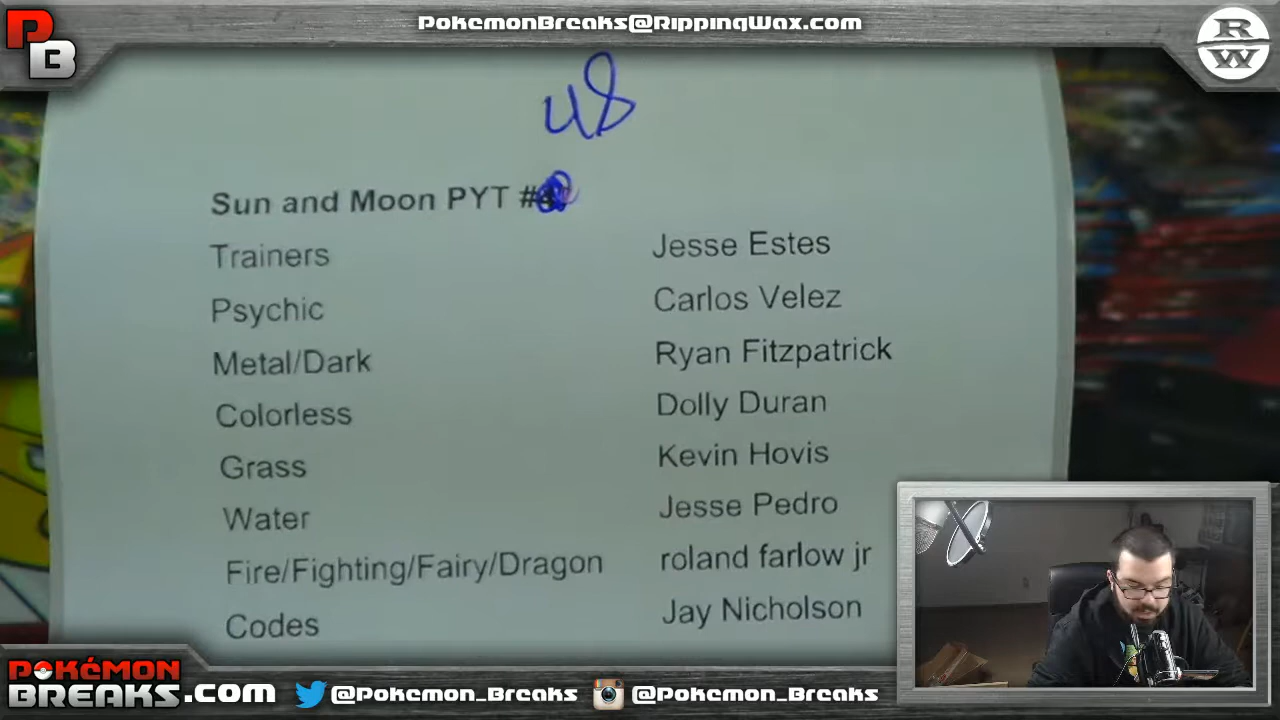 PokemonBreaks@RippingWax.com
PB
RW
48
Sun and Moon PYT #
Trainers Jesse Estes
Psychic Carlos Velez
Metal/Dark Ryan Fitzpatrick
Colorless Dolly Duran
Grass Kevin Hovis
Water Jesse Pedro
Fire/Fighting/Fairy/Dragon roland farlow jr
Codes Jay Nicholson
POKéMON
BREAKS.com @Pokemon_Breaks @Pokemon_Breaks